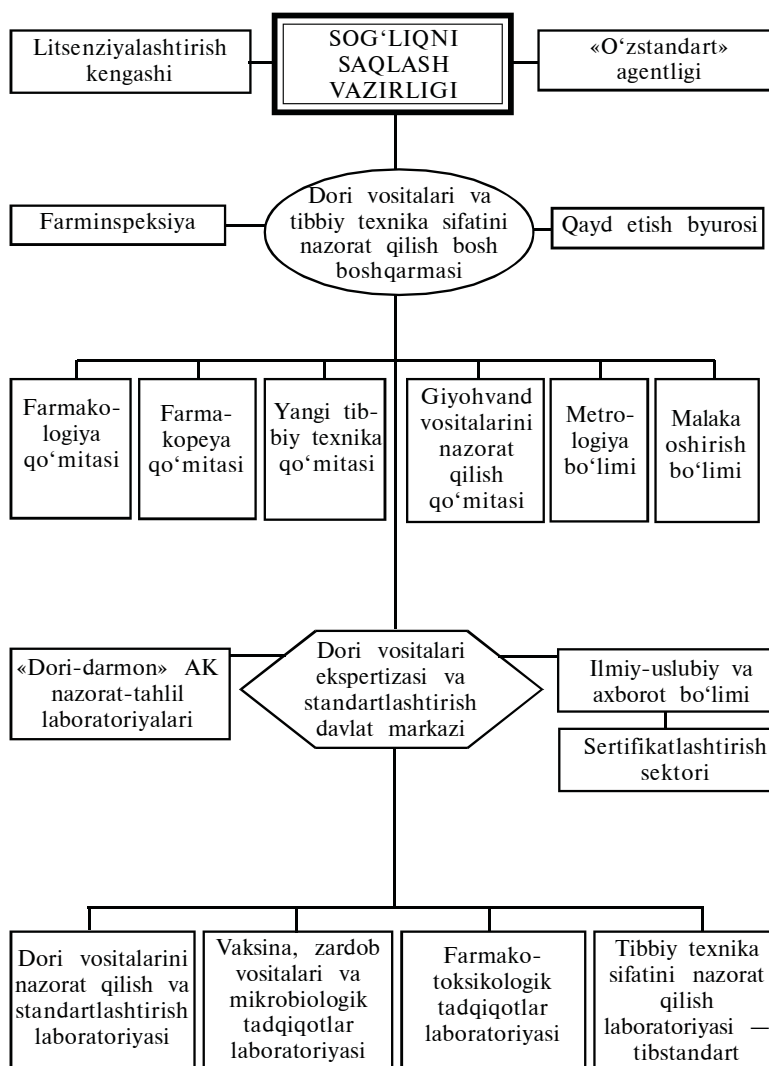 Litsenziyalashtirish
kengashi
SOG‘LIQNI
SAQLASH
VAZIRLIGI
«O‘zstandart»
agentligi
Farminspeksiya
Dori vositalari va
tibbiy texnika sifatini
nazorat qilish bosh
boshqarmasi
Qayd etish byurosi
Farmako-
logiya
qo‘mitasi
Farma-
kopeya
qo‘mitasi
Yangi tib-
biy texnika
qo‘mitasi
Giyohvand
vositalarini
nazorat
qilish
qo‘mitasi
Metro-
logiya
bo‘limi
Malaka
oshirish
bo‘limi
«Dori-darmon» AK
nazorat-tahlil
laboratoriyalari
Dori vositalari
ekspertizasi va
standartlashtirish
davlat markazi
Ilmiy-uslubiy va
axborot bo‘limi
Sertifikatlashtirish
sektori
Dori vositalarini
nazorat qilish va
standartlashtirish
laboratoriyasi
Vaksina, zardob
vositalari va
mikrobiologik
tadqiqotlar
laboratoriyasi
Farmako-
toksikologik
tadqiqotlar
laboratoriyasi
Tibbiy texnika
sifatini nazorat
qilish
laboratoriyasi —
tibstandart